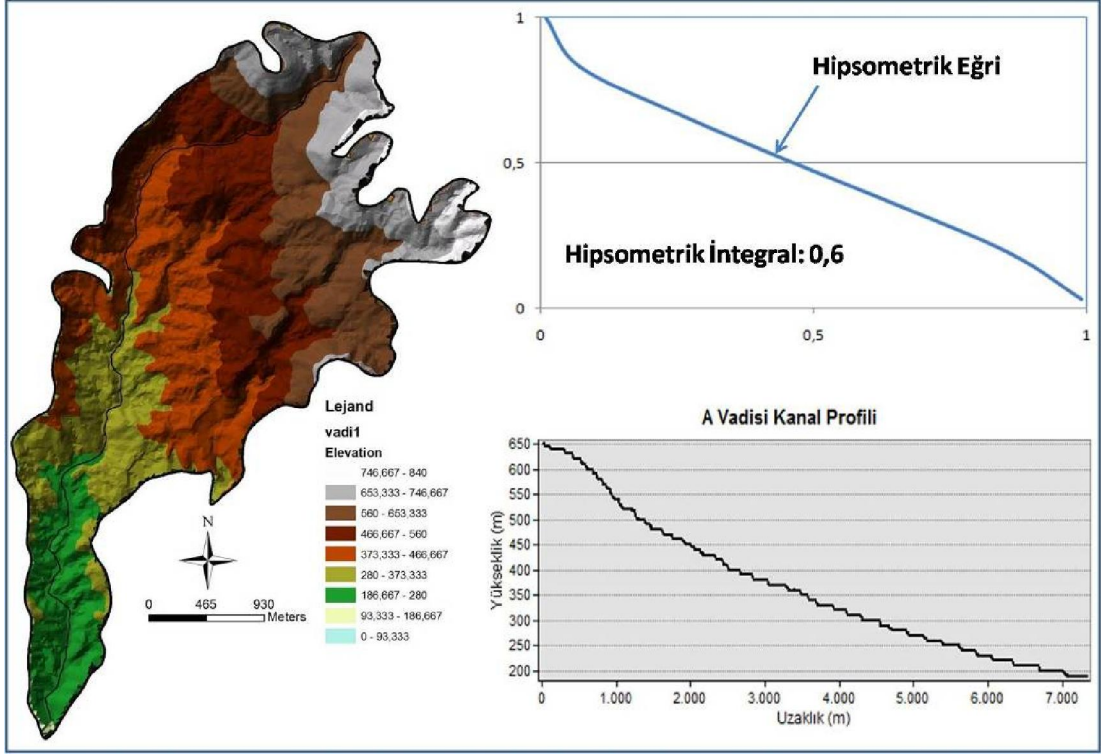 1
Hipsometrik Eğri
0,5
Hipsometrik İntegral: 0,6
0
0 0,5 1
Lejand
vadi1
Elevation
746,667 - 840
653,333 - 746,667
560 - 653,333
466,667 - 560
373,333 - 466,667
280 - 373,333
186,667 - 280
93,333 - 186,667
0 - 93,333
N
0 465 930
Meters
A Vadisi Kanal Profili
Yükseklik (m)
650
600
550
500
450
400
350
300
250
200
0 1.000 2.000 3.000 4.000 5.000 6.000 7.000
Uzaklık (m)